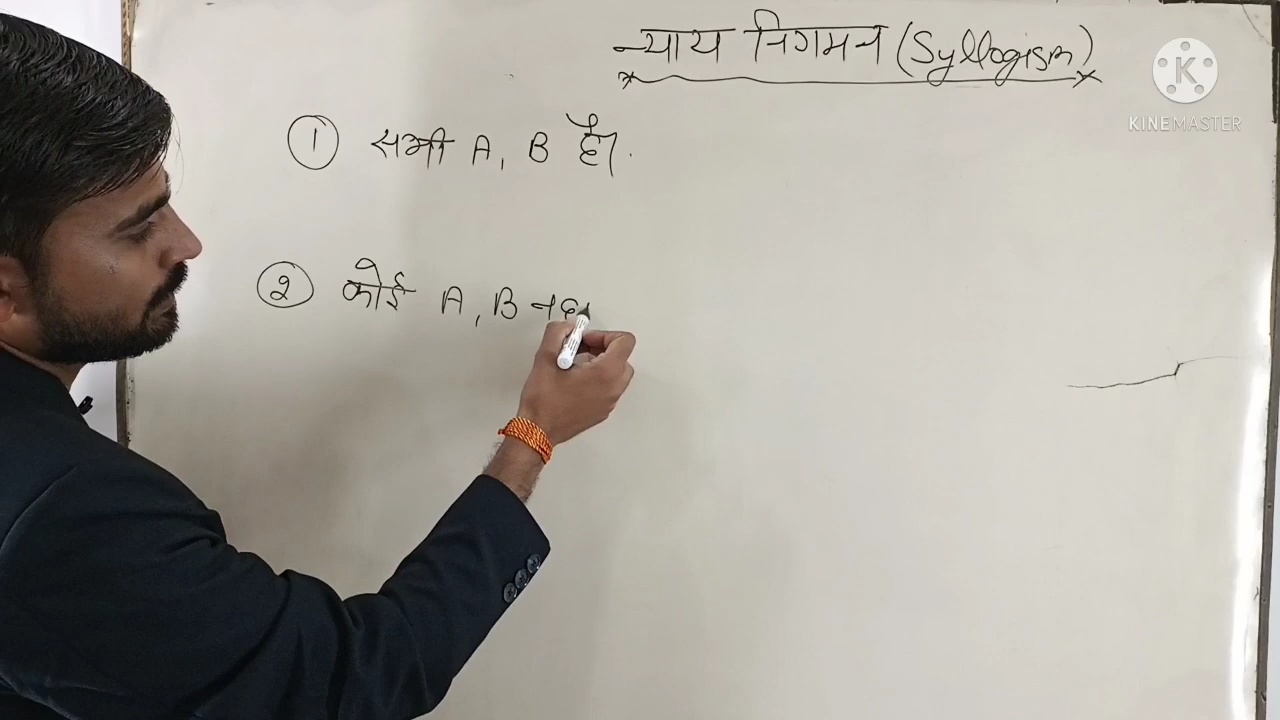 न्याय निगमन (Syllogism)
KINEMASTER
① सभी A, B है।
② कोई A, B नह